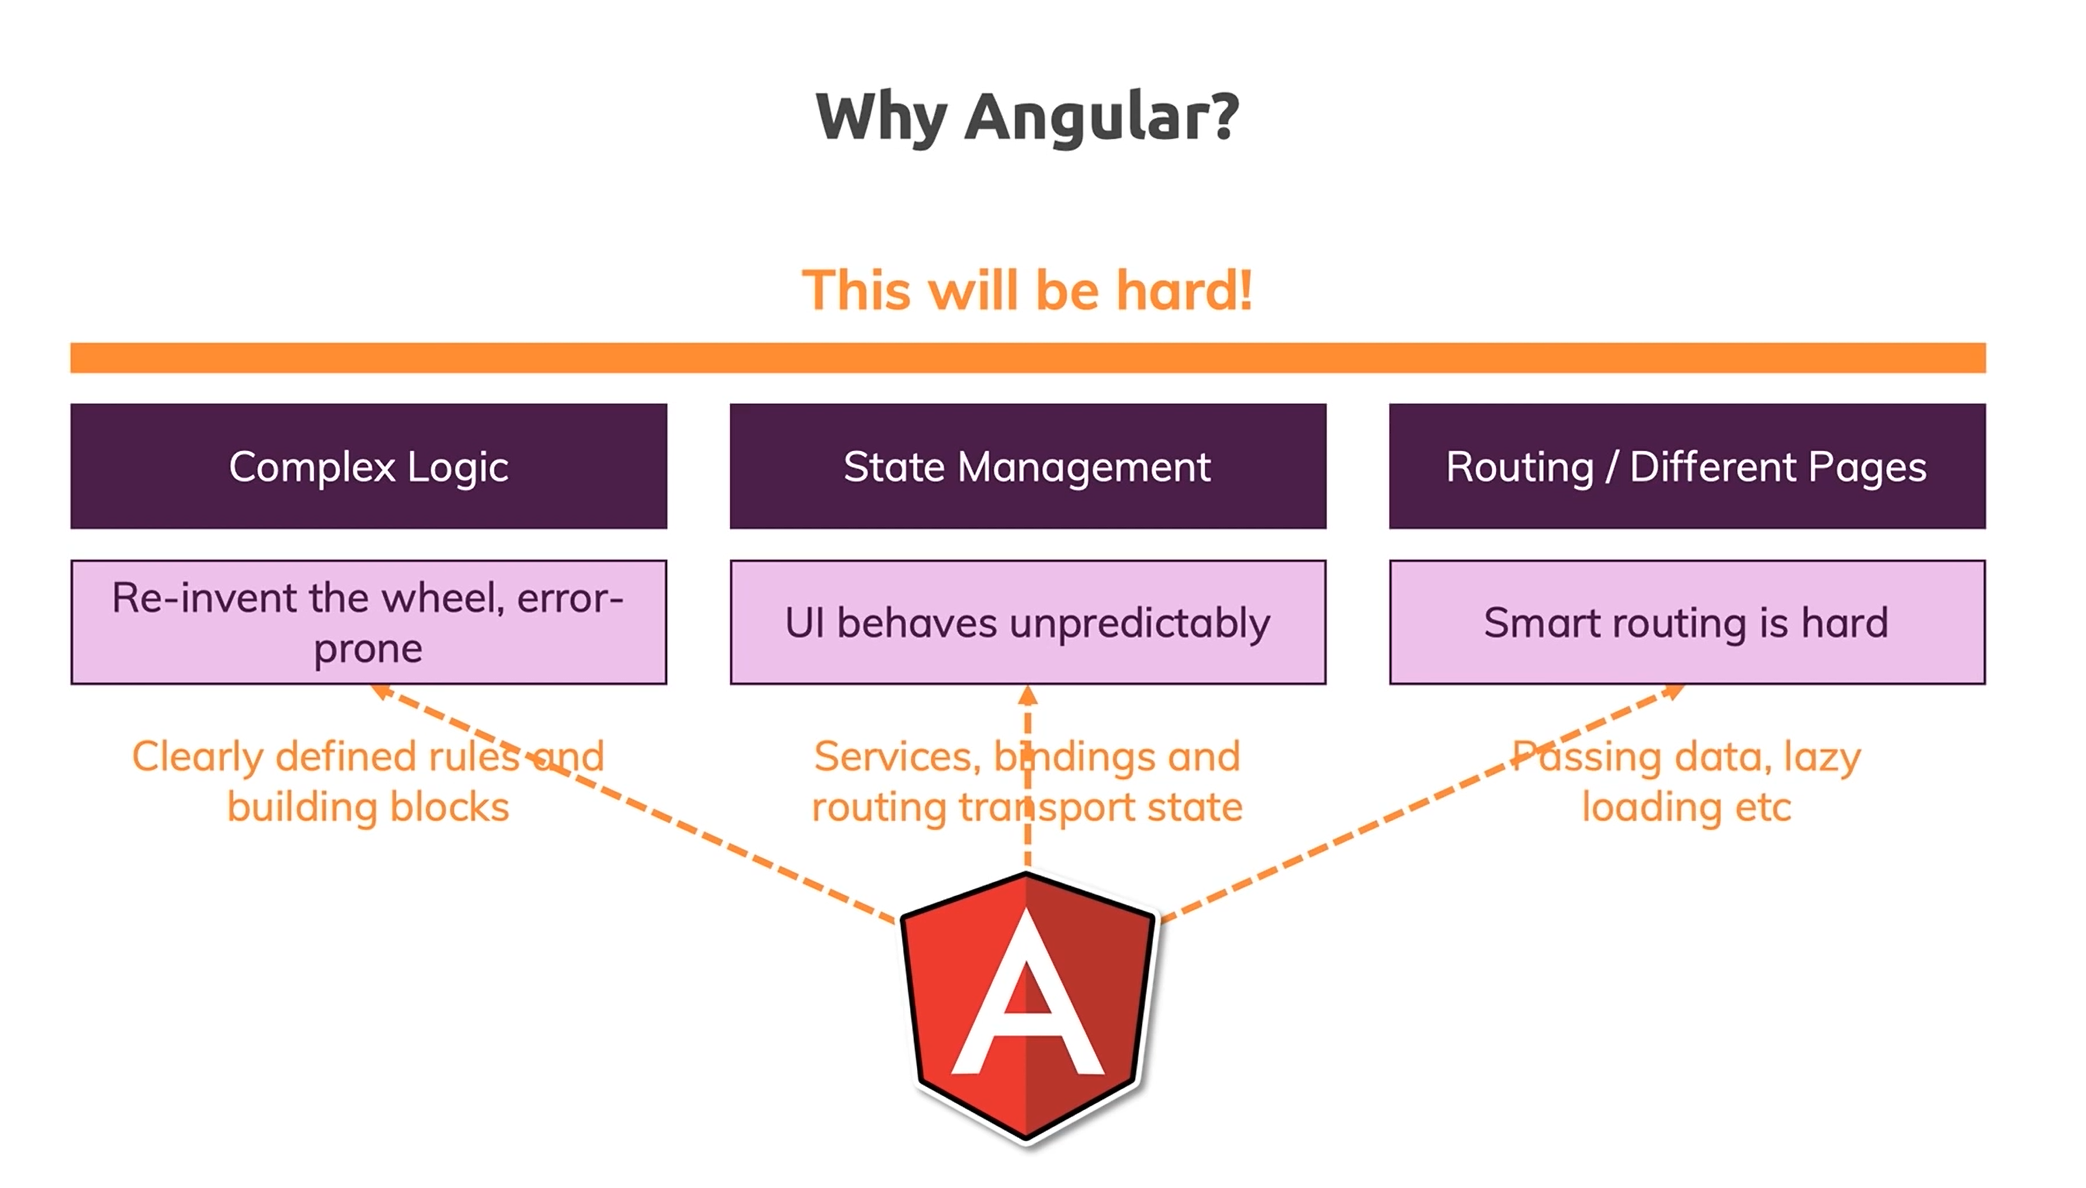 Why Angular?
This will be hard!
Complex Logic
State Management
Routing / Different Pages
Re-invent the wheel, error-
prone
UI behaves unpredictably
Smart routing is hard
Clearly defined rules and
building blocks
Services, bindings and
routing transport state
Passing data, lazy
loading etc
A